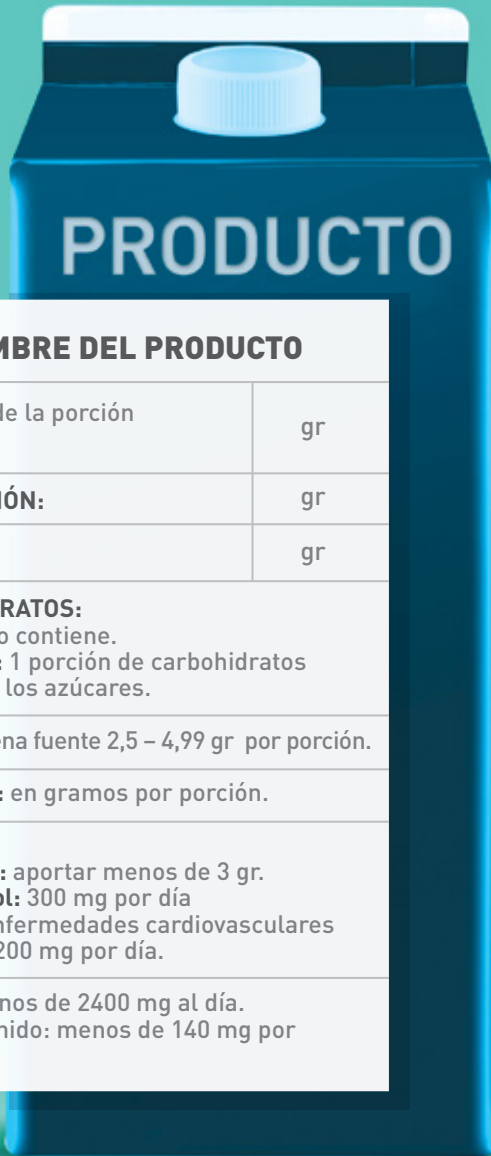 PRODUCTO
MBRE DEL PRODUCTO
de la porción
gr
IÓN:
gr
gr
RATOS:
o contiene.
: 1 porción de carbohidratos
los azúcares.
ena fuente 2,5 – 4,99 gr por porción.
: en gramos por porción.
: aportar menos de 3 gr.
ol: 300 mg por día
nfermedades cardiovasculares
200 mg por día.
nos de 2400 mg al día.
nido: menos de 140 mg por